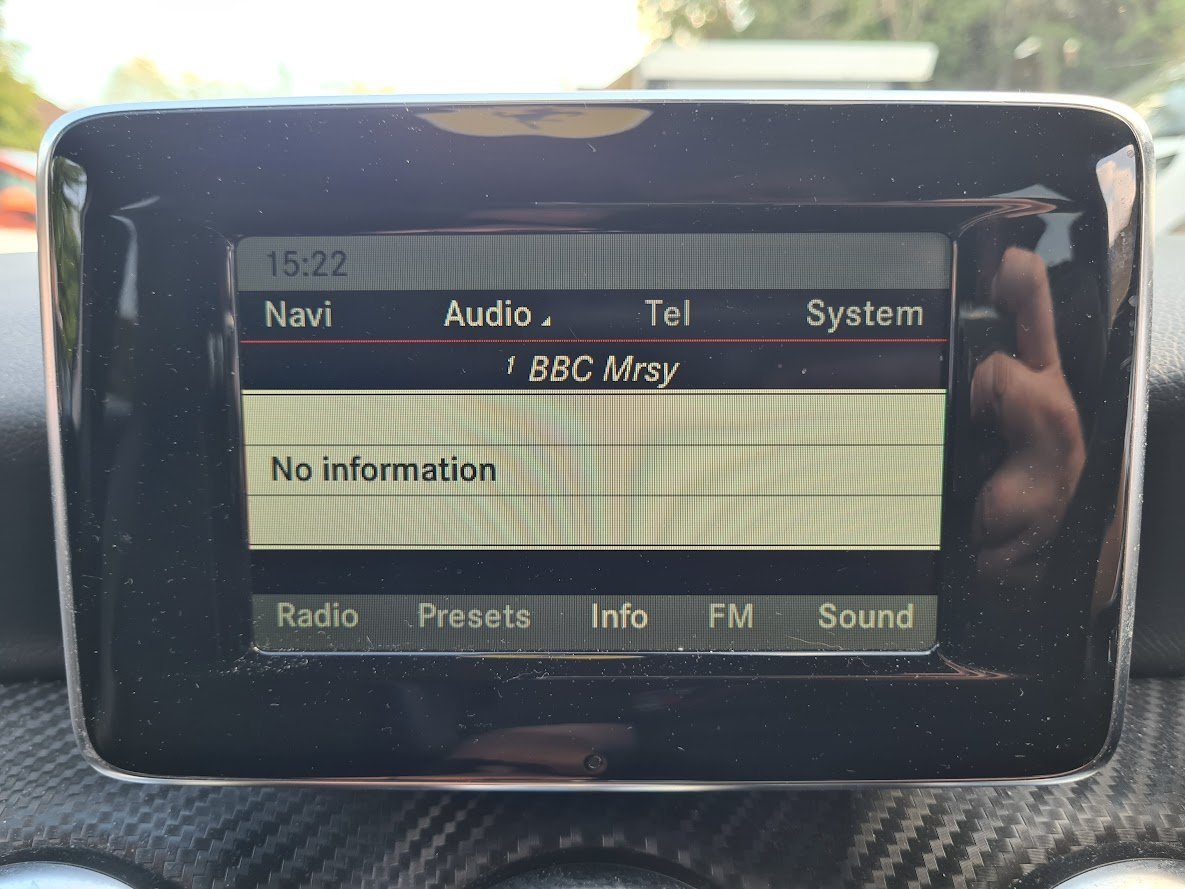 15:22
Navi Audio Tel System
1 BBC Mrsy
No information
Radio Presets Info FM Sound